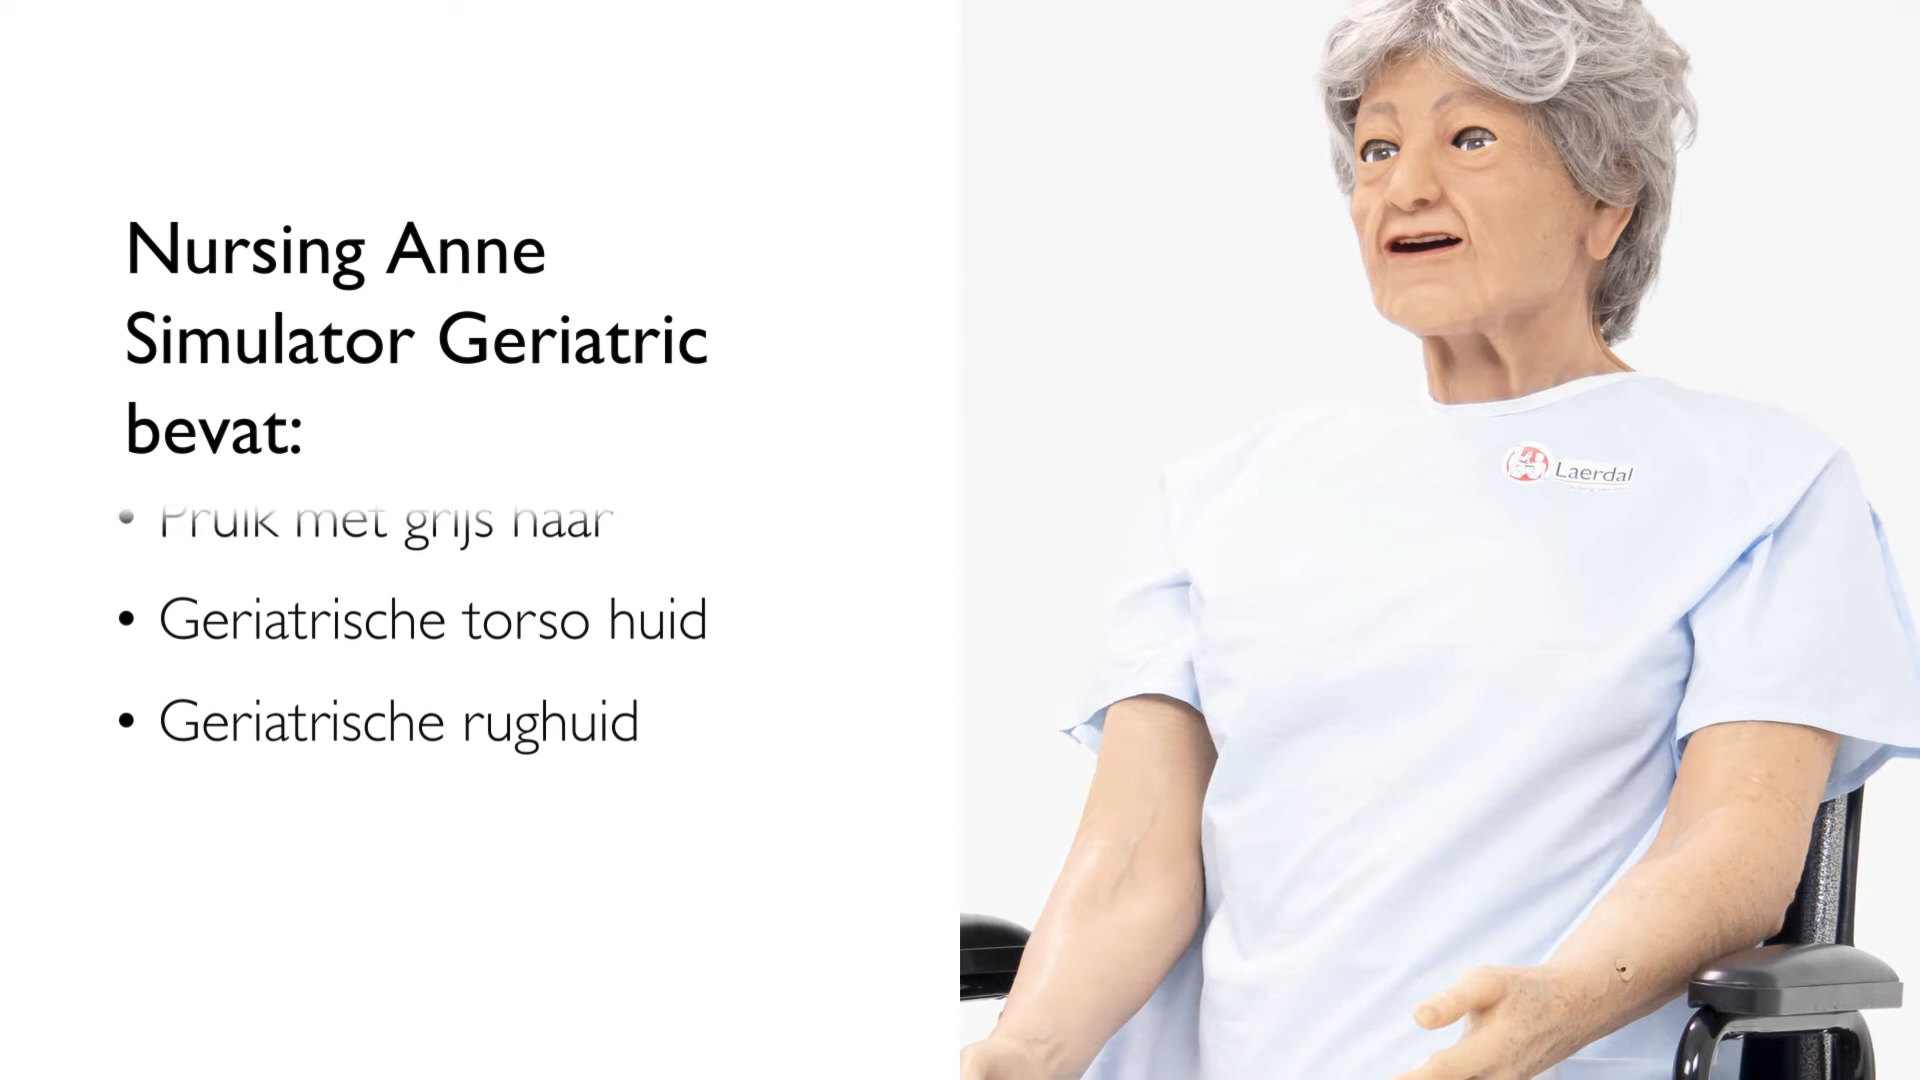 Nursing Anne
Simulator Geriatric
bevat:
• Pruik met grijs haar
• Geriatrische torso huid
• Geriatrische rughuid
Laerdal